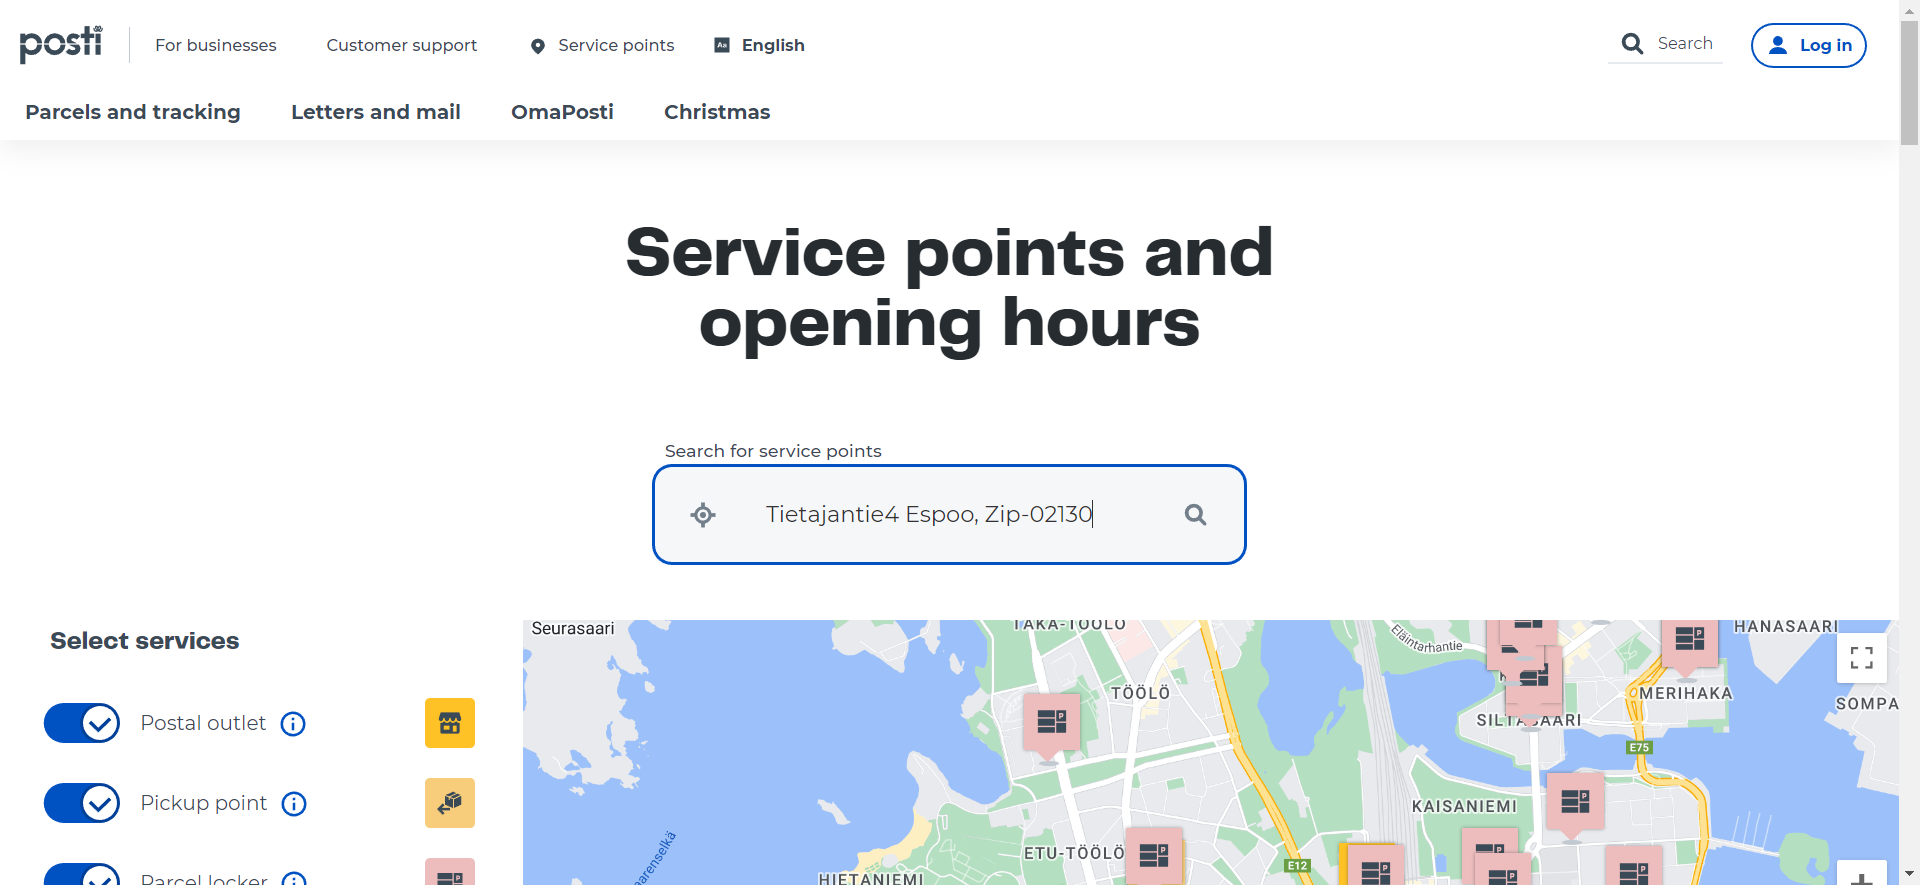 posti
For businesses
Customer support
Service points
English
Search
Log in
Parcels and tracking
Letters and mail
OmaPosti
Christmas
Service points and
opening hours
Search for service points
Tietajantie4 Espoo, Zip-02130
Select services
Postal outlet
Pickup point
Parcel locker
Seurasaari
TAKA-TÖÖLÖ
Eläintarhantie
HANASAARI
TÖÖLÖ
MERIHAKA
SOMPA
SILTASAARI
E75
KAISANIEMI
ETU-TÖÖLÖ
E12
HIETANIEMI